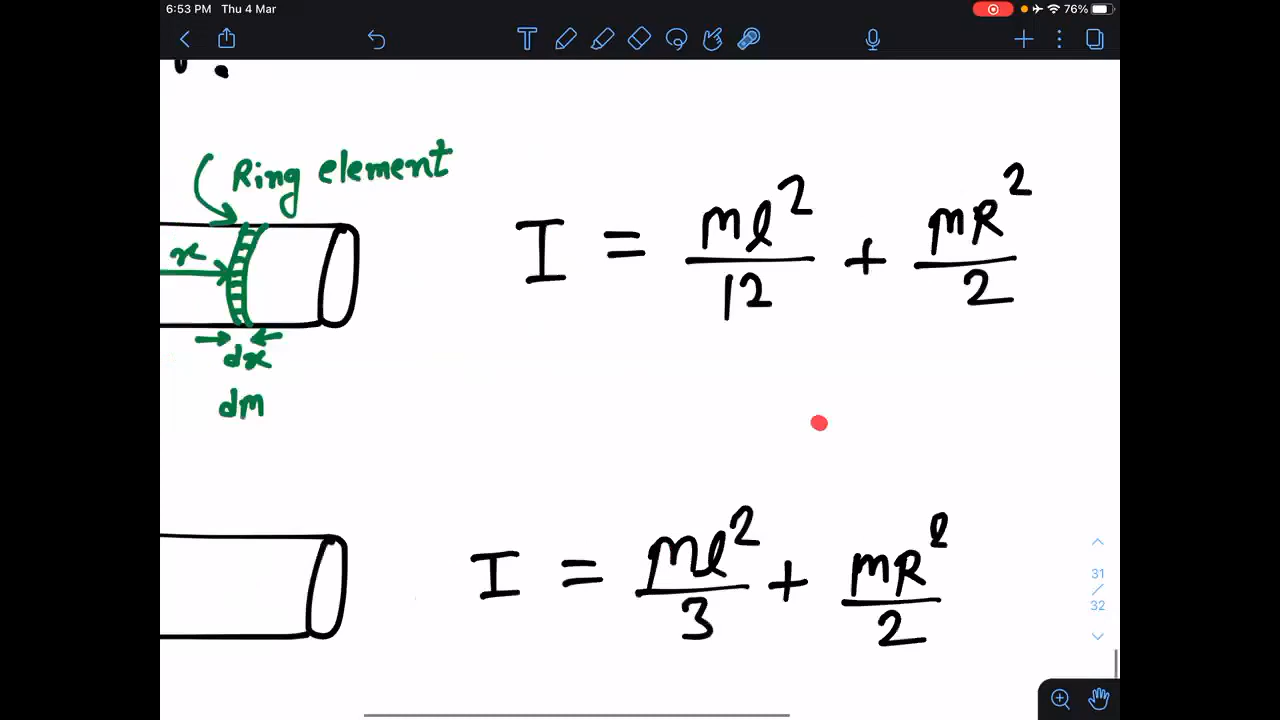 6:53 PM Thu 4 Mar 76%
Ring element
x
dx
dm
I = ml²/12 + mR²/2
I = Ml²/3 + mR²/2
31
/
32